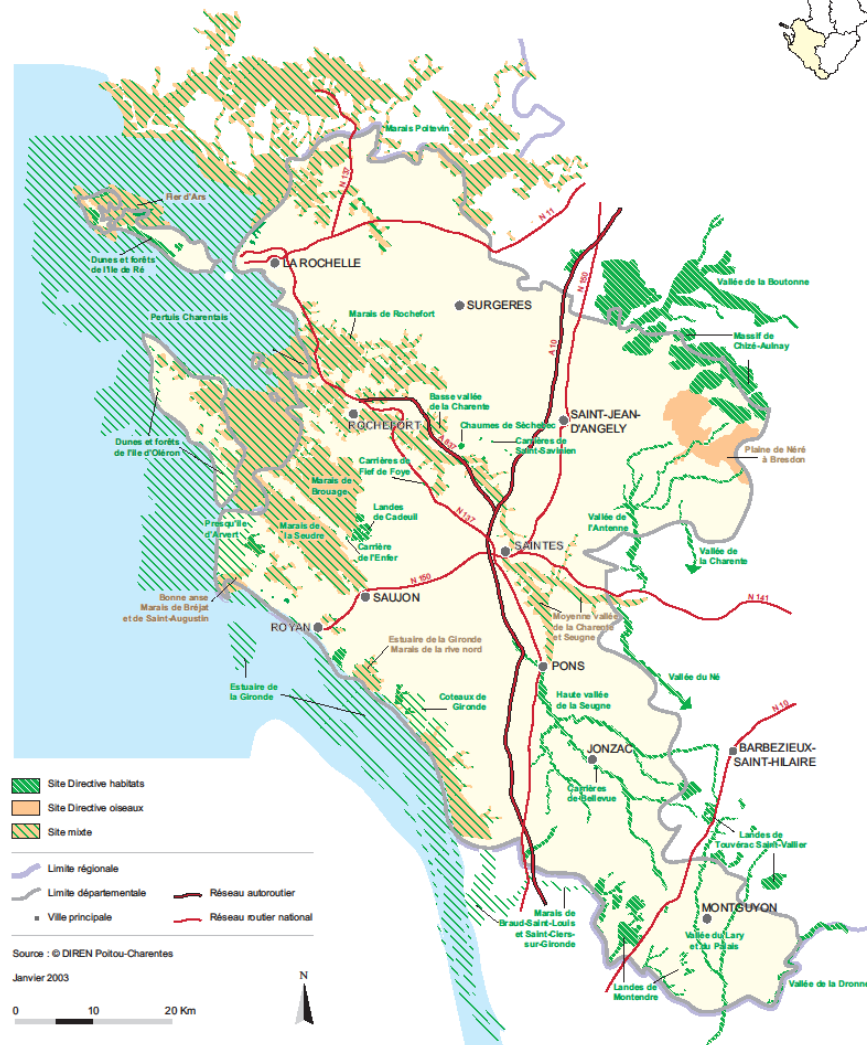 Marais Poitevin
N 137
Fier d'Ars
N 11
Dunes et forêts
de l'Ile de Ré
LA ROCHELLE
Vallée de la Boutonne
N 150
Pertuis Charentais
SURGERES
Marais de Rochefort
A 10
Massif de
Chizé-Aulnay
Basse vallée
de la Charente
ROCHEFORT
Chaumes de Séchebec
SAINT-JEAN-
D'ANGELY
A 837
Carrières de
Saint-Savinien
Dunes et forêts
de l'Ile d'Oléron
Carrières de
Fief de Foye
Plaine de Néré
à Bresdon
Marais de
Brouage
Landes
de Cadeuil
N 137
Vallée de
l'Antenne
Presqu'île
d'Arvert
Marais de
la Seudre
Carrière
de l'Enfer
SAINTES
Vallée de
la Charente
Bonne anse
Marais de Bréjat
et de Saint-Augustin
N 150
SAUJON
N 141
Moyenne vallée
de la Charente
et Seugne
ROYAN
Estuaire de la Gironde
Marais de la rive nord
PONS
Vallée du Né
Estuaire de
la Gironde
Coteaux de
Gironde
Haute vallée
de la Seugne
N 10
JONZAC
BARBEZIEUX-
SAINT-HILAIRE
Carrières
de Bellevue
Landes de
Touvérac Saint-Vallier
Marais de
Braud-Saint-Louis
et Saint-Ciers-
sur-Gironde
MONTGUYON
Vallée du Lary
et du Palais
Landes de
Montendre
Vallée de la Dronne
Site Directive habitats
Site Directive oiseaux
Site mixte
Limite régionale
Limite départementale
Réseau autoroutier
Ville principale
Réseau routier national
Source : © DIREN Poitou-Charentes
Janvier 2003
N
0 10 20 Km